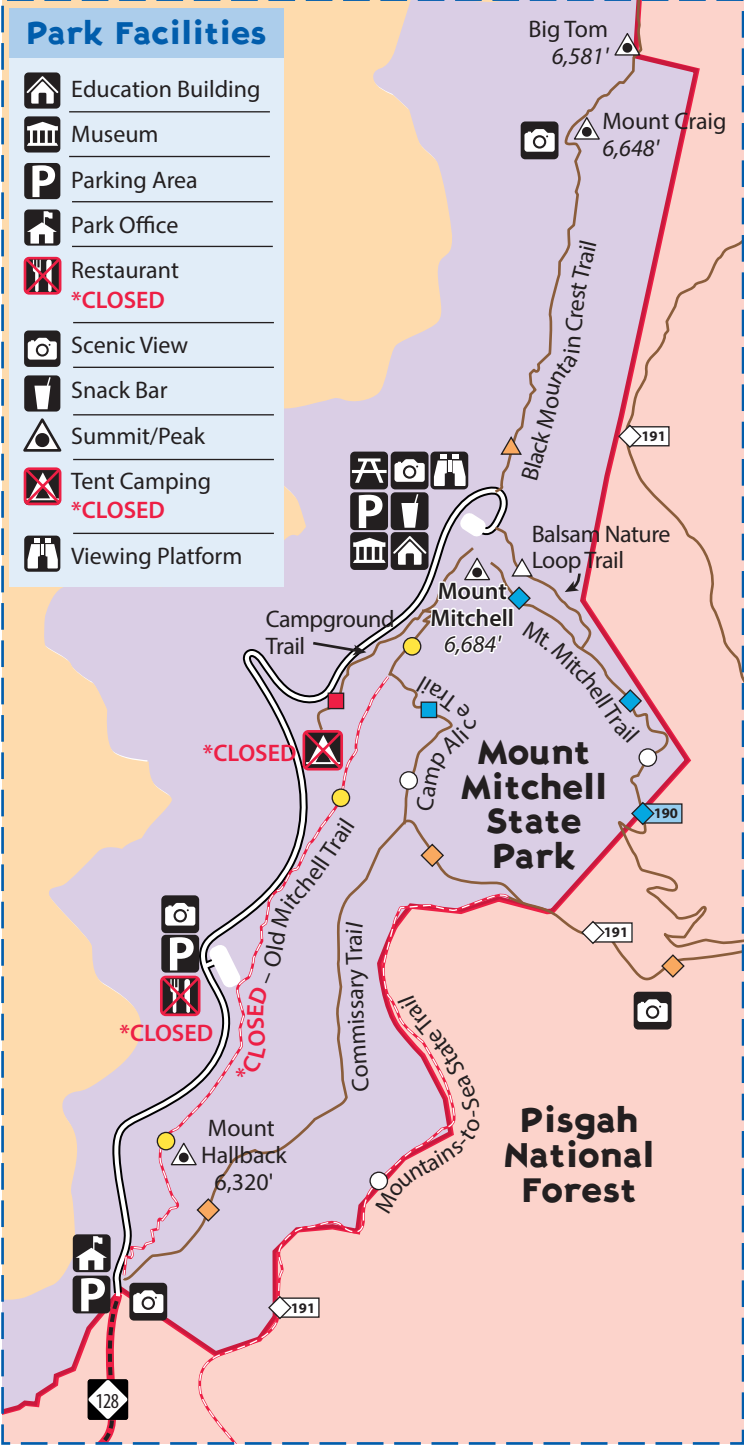 Park Facilities
Education Building
Museum
P
Parking Area
Park Office
Restaurant
*CLOSED
Scenic View
Snack Bar
Summit/Peak
Tent Camping
*CLOSED
Viewing Platform
Big Tom
6,581'
Mount Craig
6,648'
Black Mountain Crest Trail
191
P
Balsam Nature
Loop Trail
Mount
Mitchell
6,684'
Campground
Trail
Mt. Mitchell Trail
Camp Alice Trail
*CLOSED
Mount
Mitchell
State
Park
190
*CLOSED – Old Mitchell Trail
P
*CLOSED
191
Commissary Trail
Mountains-to-Sea State Trail
Pisgah
National
Forest
Mount
Hallback
6,320'
P
191
128